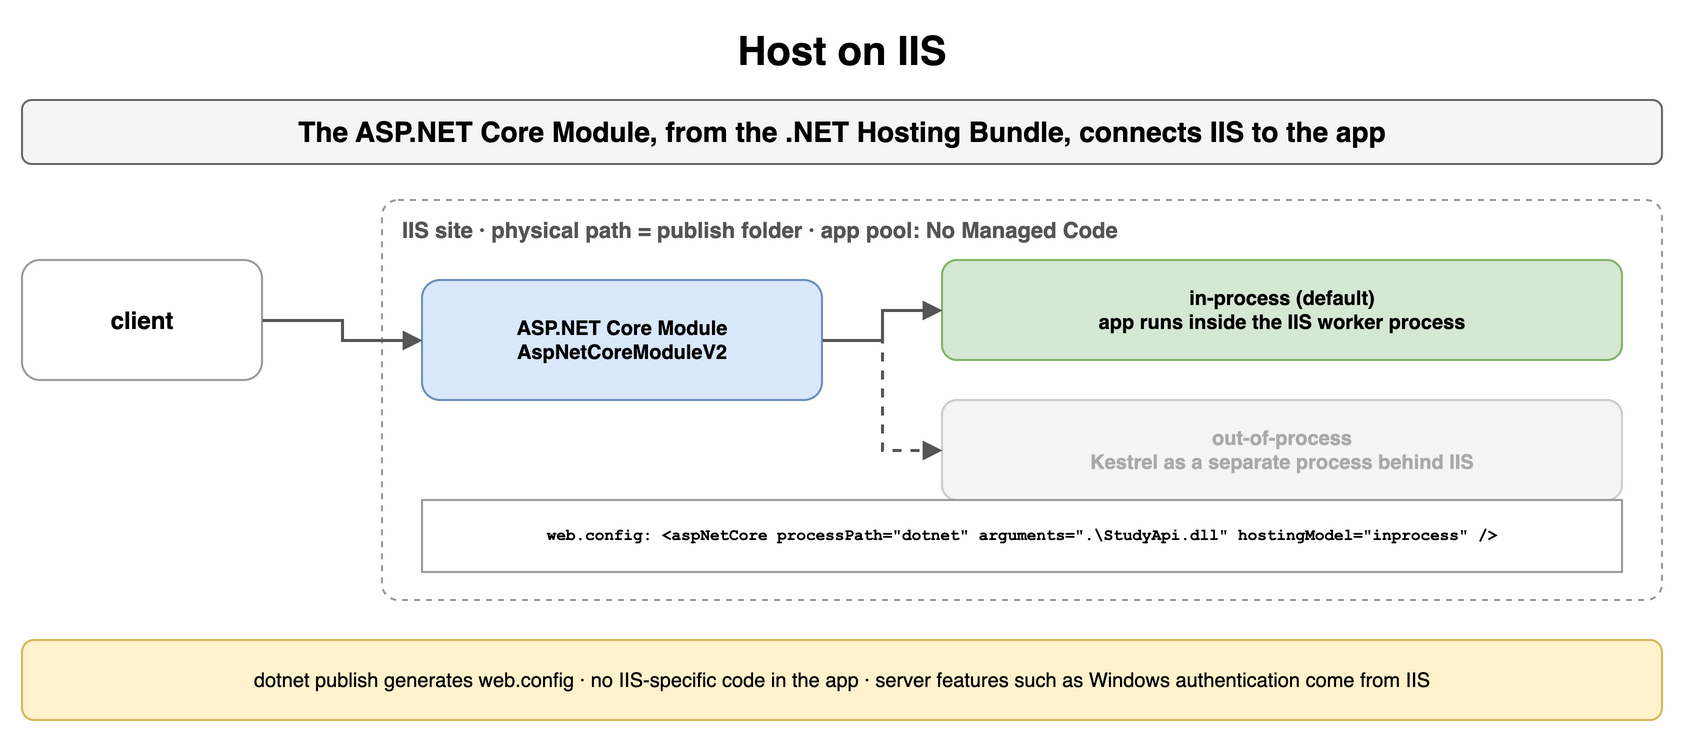 Host on IIS
The ASP.NET Core Module, from the .NET Hosting Bundle, connects IIS to the app
IIS site · physical path = publish folder · app pool: No Managed Code
client
ASP.NET Core Module
AspNetCoreModuleV2
in-process (default)
app runs inside the IIS worker process
out-of-process
Kestrel as a separate process behind IIS
web.config: <aspNetCore processPath="dotnet" arguments=".\StudyApi.dll" hostingModel="inprocess" />
dotnet publish generates web.config · no IIS-specific code in the app · server features such as Windows authentication come from IIS